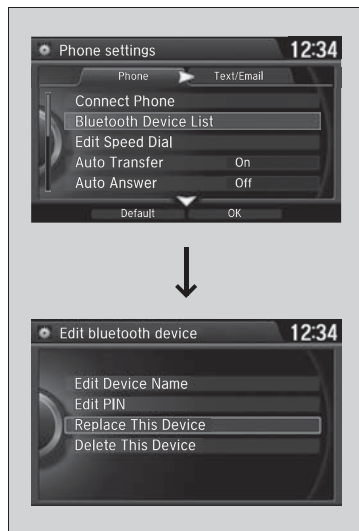 Phone settings 12:34
Phone Text/Email
Connect Phone
Bluetooth Device List
Edit Speed Dial
Auto Transfer On
Auto Answer Off
Default OK
Edit bluetooth device 12:34
Edit Device Name
Edit PIN
Replace This Device
Delete This Device